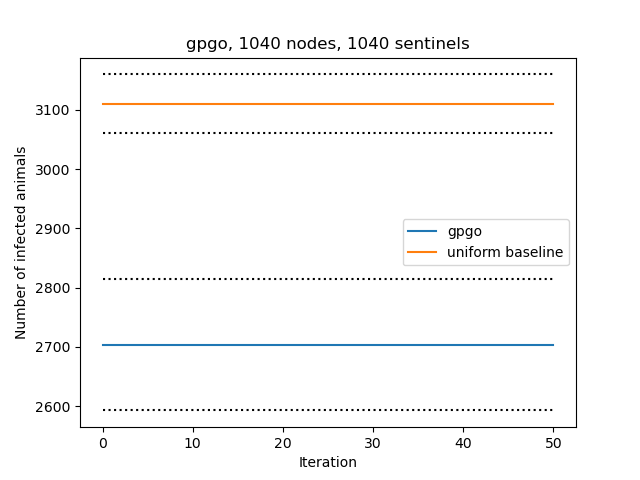 gpgo, 1040 nodes, 1040 sentinels
3100
3000
2900
2800
2700
2600
Number of infected animals
gpgo
uniform baseline
0 10 20 30 40 50
Iteration